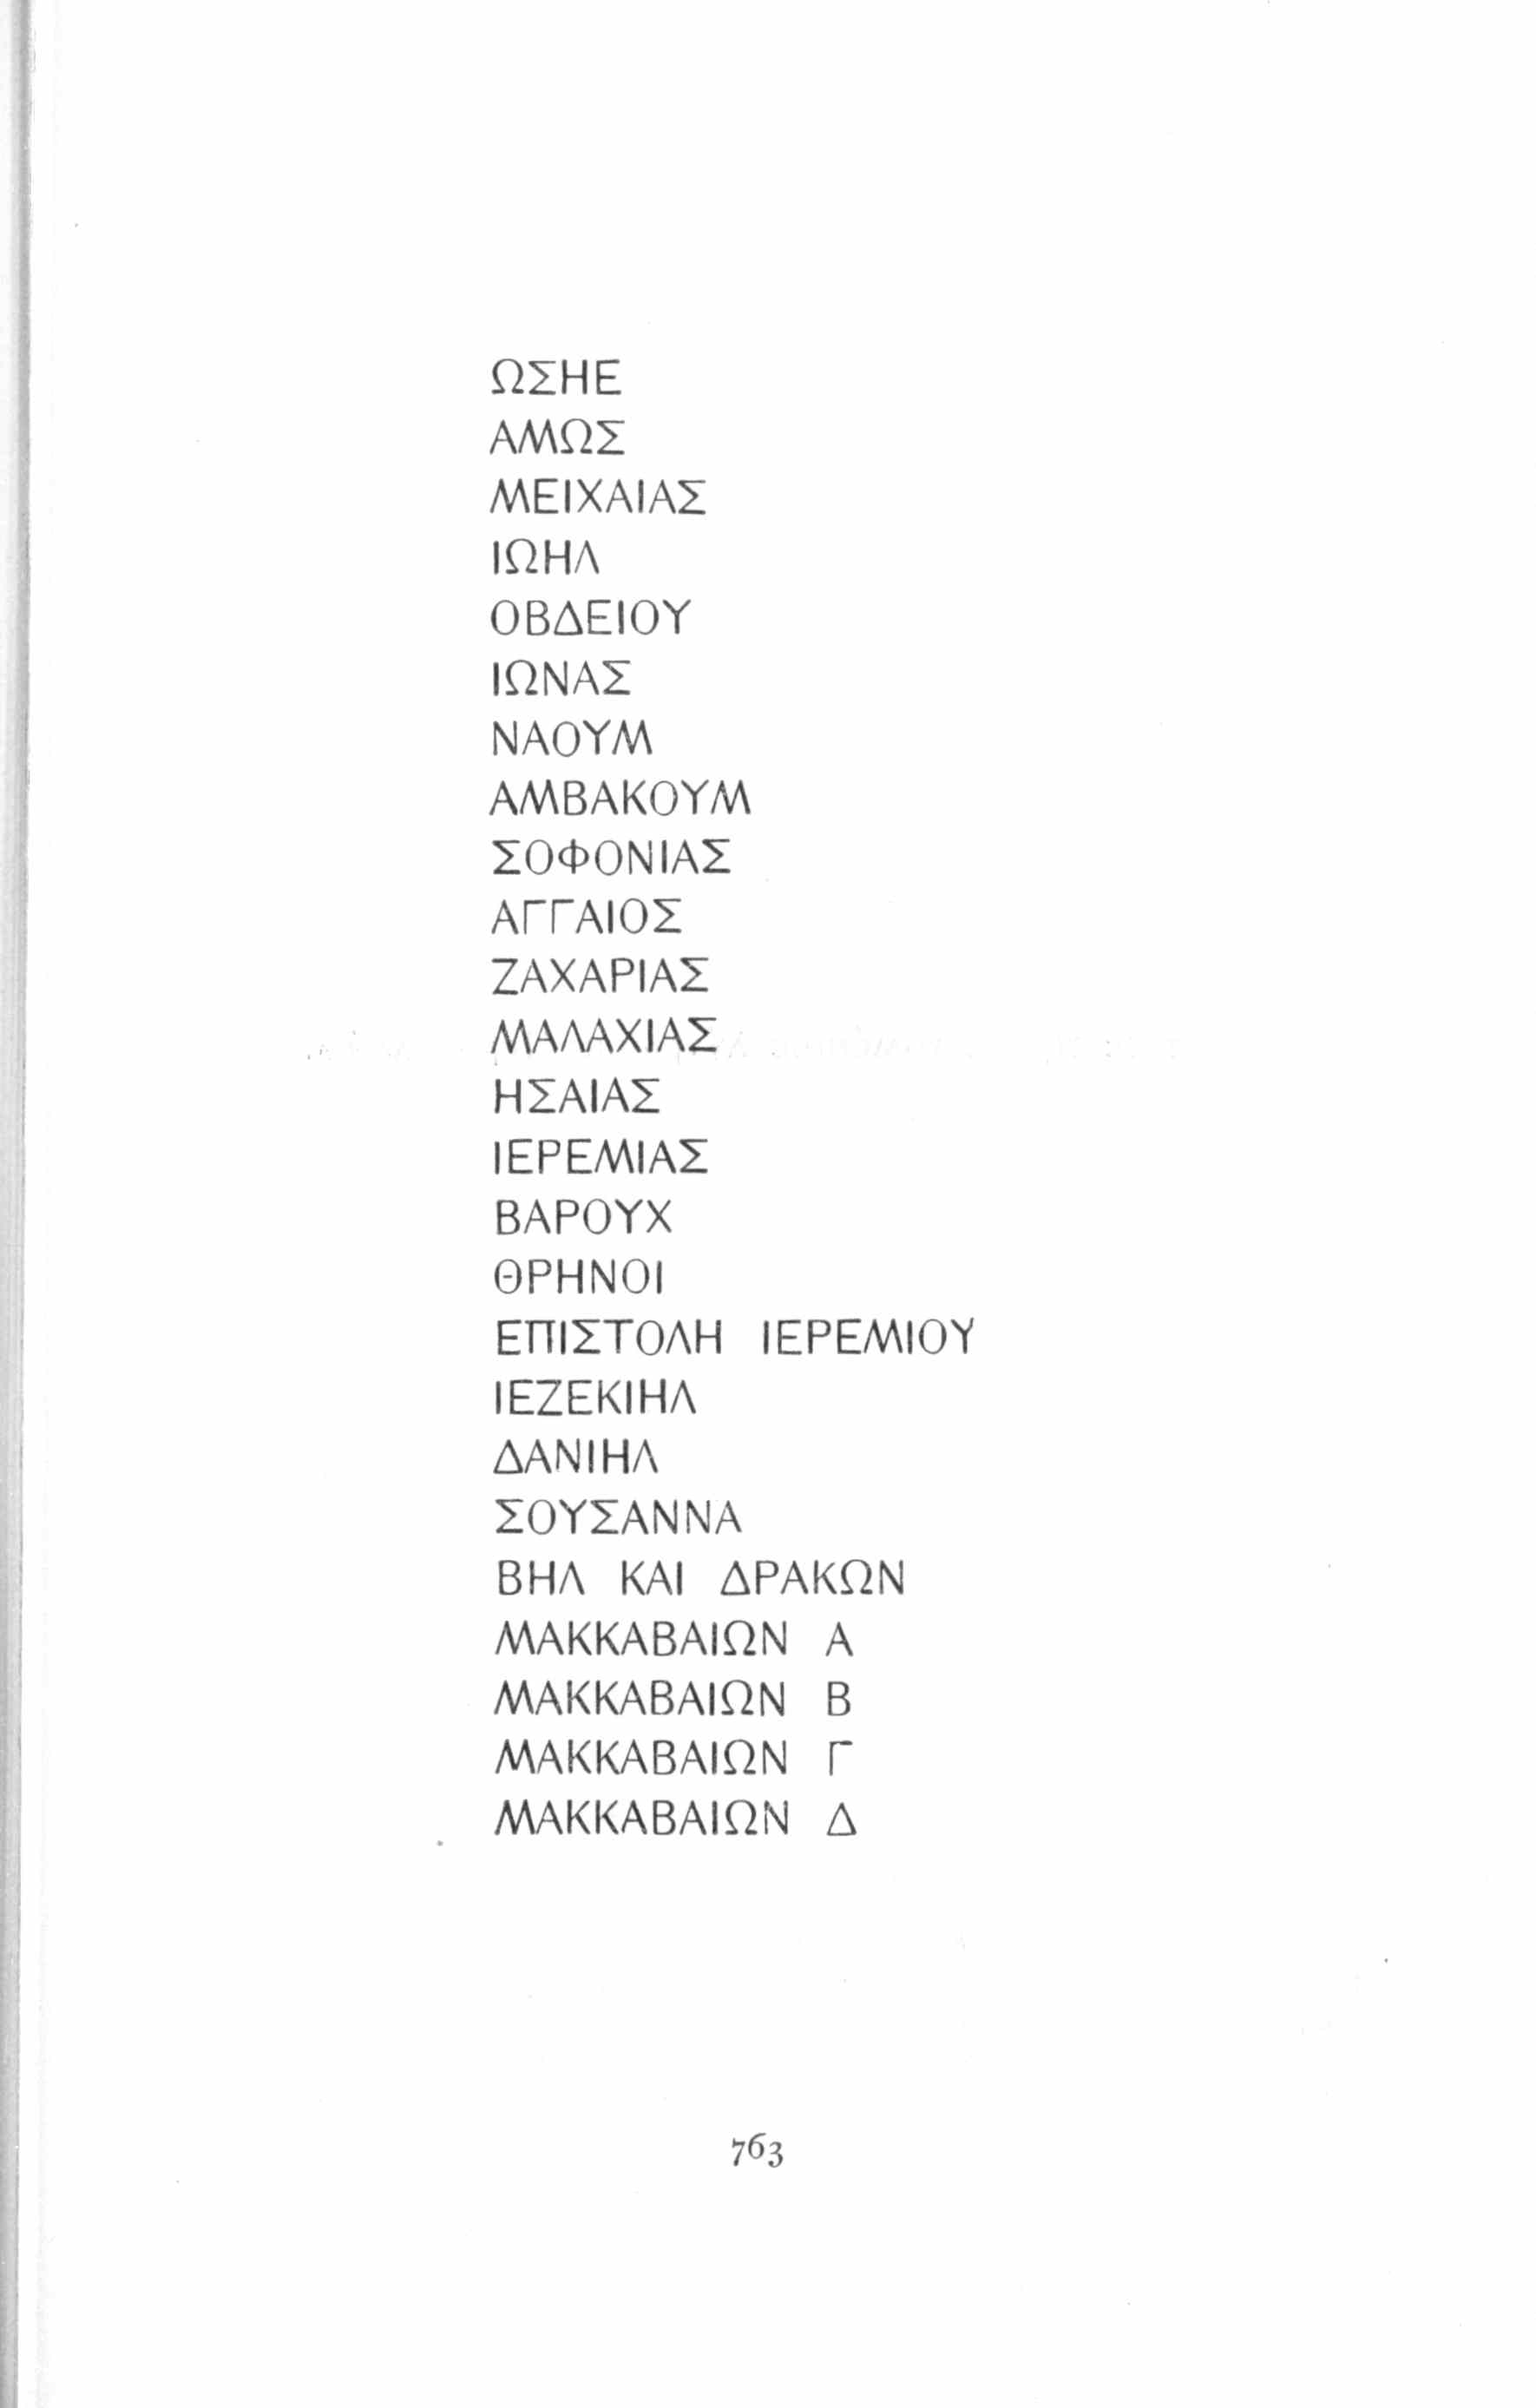 ΩΣΗΕ
ΑΜΩΣ
ΜΕΙΧΑΙΑΣ
ΙΩΗΛ
ΟΒΔΕΙΟΥ
ΙΩΝΑΣ
ΝΑΟΥΜ
ΑΜΒΑΚΟΥΜ
ΣΟΦΟΝΙΑΣ
ΑΓΓΑΙΟΣ
ΖΑΧΑΡΙΑΣ
ΜΑΛΑΧΙΑΣ
ΗΣΑΙΑΣ
ΙΕΡΕΜΙΑΣ
ΒΑΡΟΥΧ
ΘΡΗΝΟΙ
ΕΠΙΣΤΟΛΗ ΙΕΡΕΜΙΟΥ
ΙΕΖΕΚΙΗΛ
ΔΑΝΙΗΛ
ΣΟΥΣΑΝΝΑ
ΒΗΛ ΚΑΙ ΔΡΑΚΩΝ
ΜΑΚΚΑΒΑΙΩΝ Α
ΜΑΚΚΑΒΑΙΩΝ Β
ΜΑΚΚΑΒΑΙΩΝ Γ
ΜΑΚΚΑΒΑΙΩΝ Δ
763